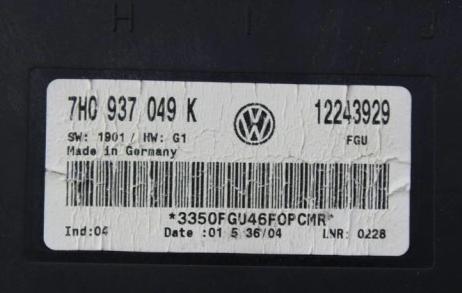 H I J
7H0 937 049 K 12243929
SW: 1901 / HW: G1 FGU
Made in Germany
*3350FGU46F0PCMR*
Ind:04 Date :01 5 36/04 LNR: 0228